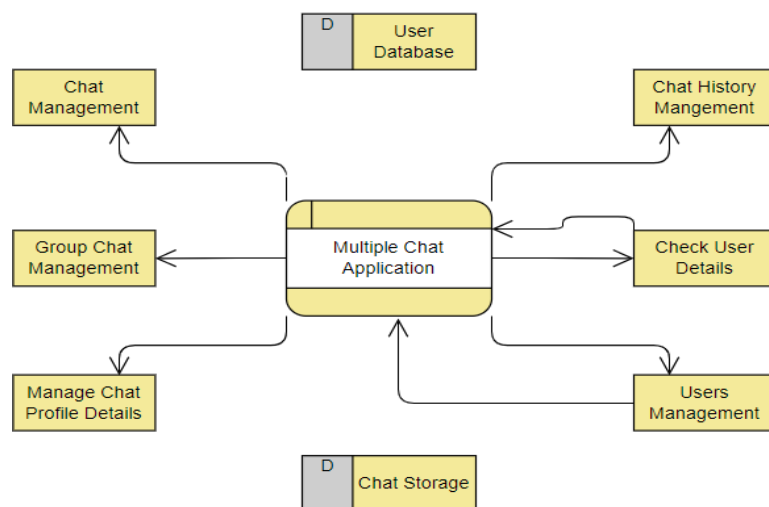 D
User
Database
Chat
Management
Chat History
Mangement
Group Chat
Management
Multiple Chat
Application
Check User
Details
Manage Chat
Profile Details
Users
Management
D
Chat Storage